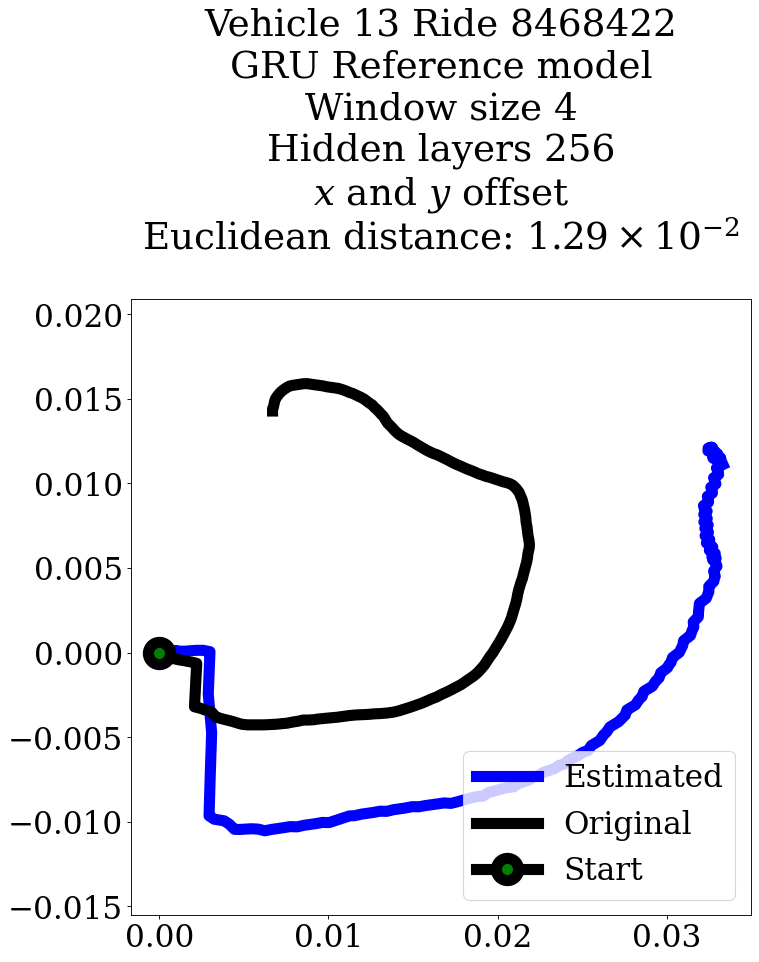 Vehicle 13 Ride 8468422
GRU Reference model
Window size 4
Hidden layers 256
x and y offset
Euclidean distance: 1.29 × 10⁻²
0.020
0.015
0.010
0.005
0.000
−0.005
−0.010
−0.015
Estimated
Original
Start
0.00 0.01 0.02 0.03